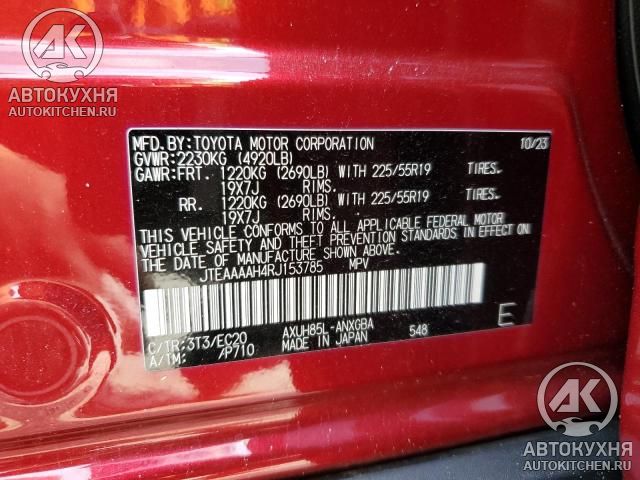 АК
АВТОКУХНЯ
AUTOKITCHEN.RU
MFD.BY:TOYOTA MOTOR CORPORATION 10/23
GVWR:2230KG (4920LB)
GAWR:FRT. 1220KG (2690LB) WITH 225/55R19 TIRES.
19X7J RIMS.
RR. 1220KG (2690LB) WITH 225/55R19 TIRES.
19X7J RIMS.
THIS VEHICLE CONFORMS TO ALL APPLICABLE FEDERAL MOTOR
VEHICLE SAFETY AND THEFT PREVENTION STANDARDS IN EFFECT ON
THE DATE OF MANUFACTURE SHOWN ABOVE.
JTEAAAAH4RJ153785 MPV
C/TR:3T3/EC20 AXUH85L-ANXGBA 548 E
A/TM: /P710 MADE IN JAPAN
АК
АВТОКУХНЯ
AUTOKITCHEN.RU